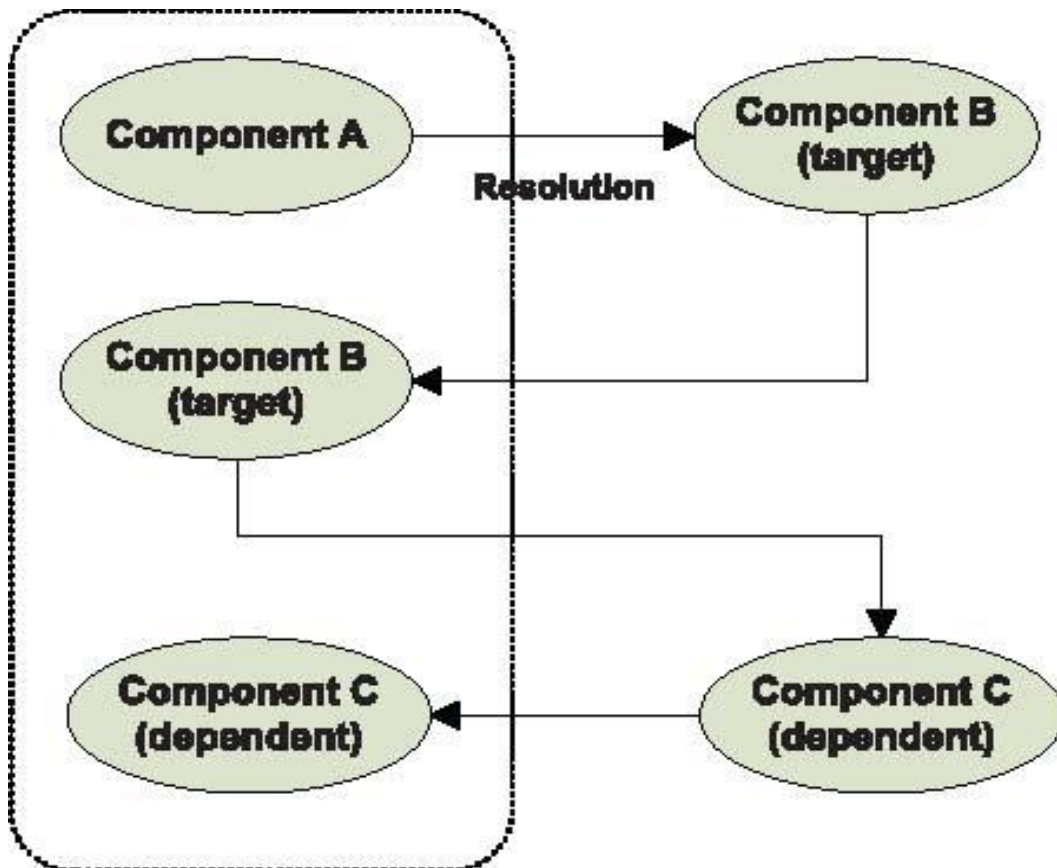 Component A
Component B
(target)
Resolution
Component B
(target)
Component C
(dependent)
Component C
(dependent)